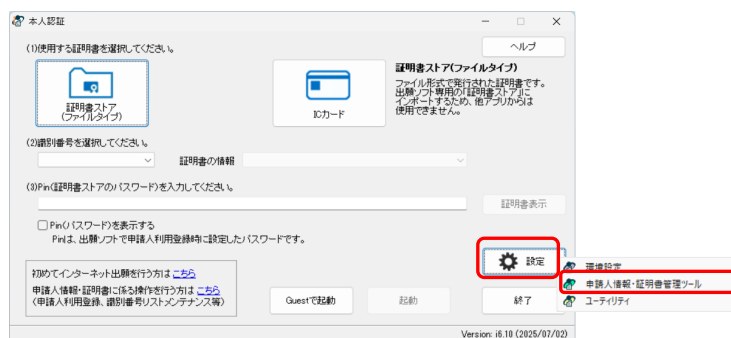 本人認証
(1)使用する証明書を選択してください。
ヘルプ
証明書ストア
(ファイルタイプ)
ICカード
証明書ストア(ファイルタイプ)
ファイル形式で発行された証明書です。
出願ソフト専用の「証明書ストア」に
インポートするため、他アプリからは
使用できません。
(2)識別番号を選択してください。
証明書の情報
(3)Pin(証明書ストアのパスワード)を入力してください。
証明書表示
Pin(パスワード)を表示する
Pinは、出願ソフトで申請人利用登録時に設定したパスワードです。
設定
環境設定
申請人情報・証明書管理ツール
ユーティリティ
初めてインターネット出願を行う方は こちら
申請人情報・証明書に係る操作を行う方は こちら
(申請人利用登録、識別番号リストメンテナンス等)
Guestで起動
起動
終了
Version: i6.10 (2025/07/02)